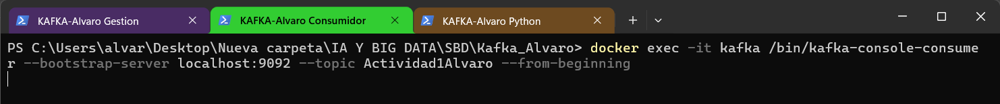 KAFKA-Alvaro Gestion
KAFKA-Alvaro Consumidor
KAFKA-Alvaro Python
PS C:\Users\alvar\Desktop\Nueva carpeta\IA Y BIG DATA\SBD\Kafka_Alvaro> docker exec -it kafka /bin/kafka-console-consume
r --bootstrap-server localhost:9092 --topic Actividad1Alvaro --from-beginning